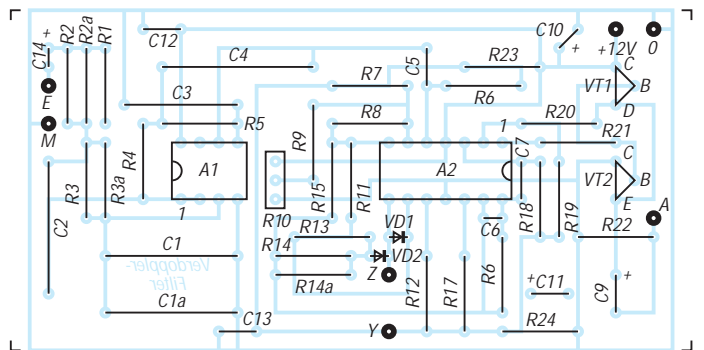 C14 + R2 R2a R1
C12
C4
C5
R23
C10 +
+12V 0
R7
R6
VT1 C B D
C3
E
M
R4
R5
R9
R8
1
C7
R20
R21
A1
A2
VT2 C B E
R3
R3a
1
R10
R15
R11
R18
R19
A
C2
R13
VD1
C6
R22
C1
R14
VD2
Z
R12
R17
R6
+ C11
C9 +
Verdoppler-
Filter
R14a
C1a
C13
Y
R24